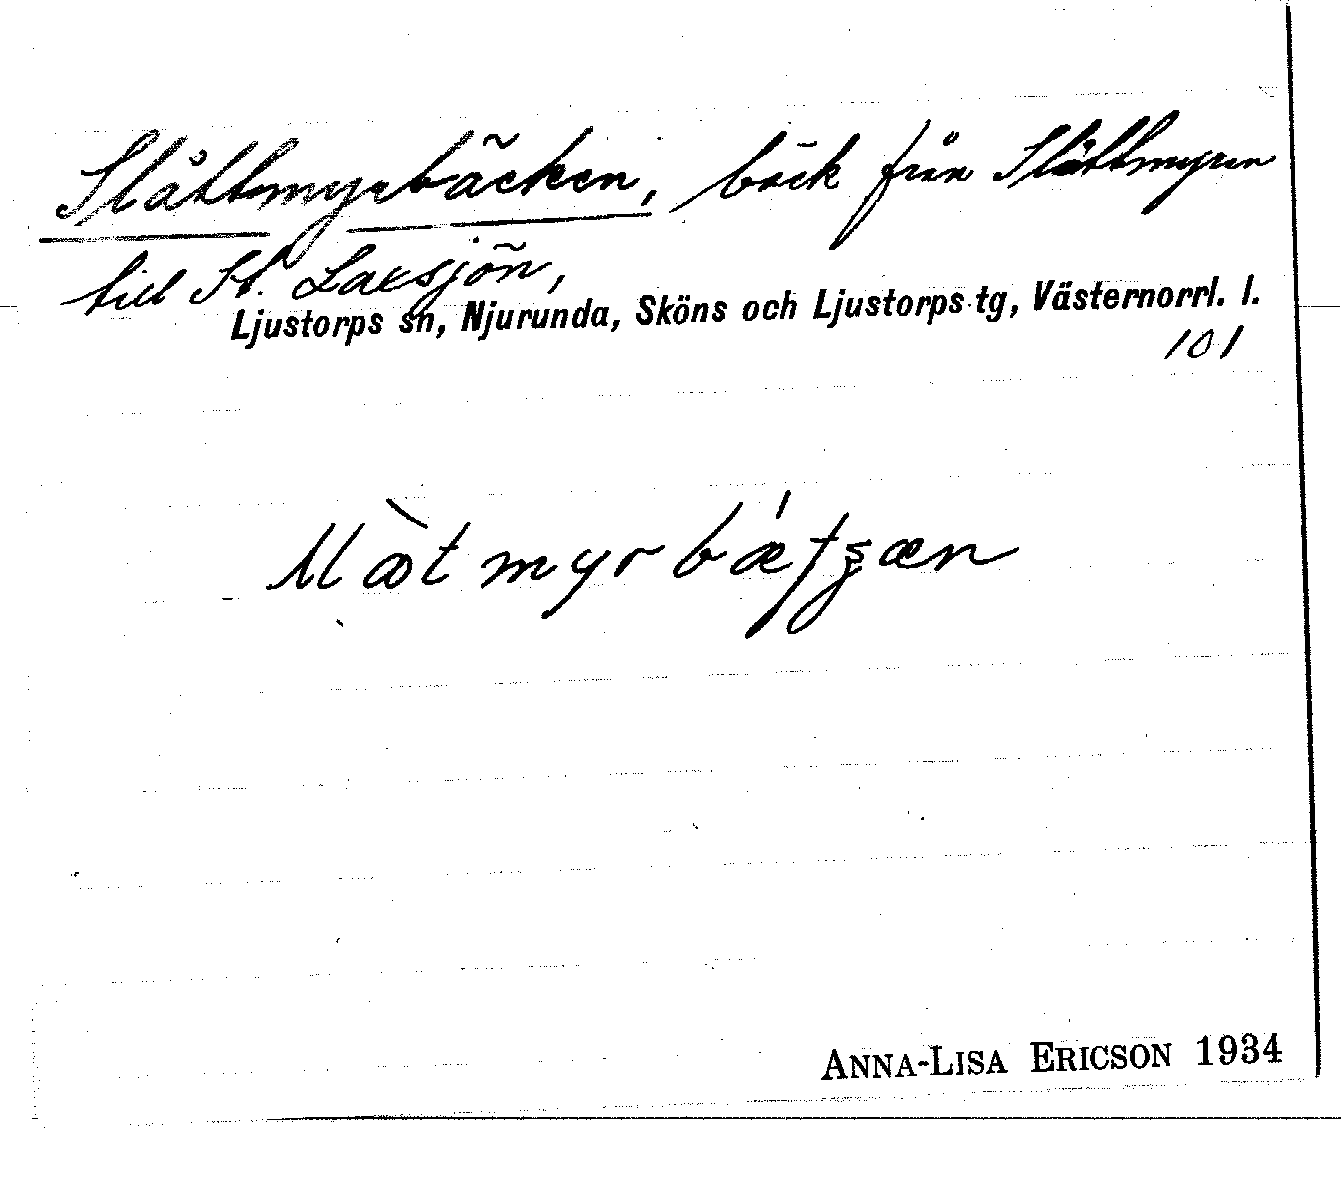 Slåttmyrbäcken, bäck från Slåttmyren
till St. Laxsjön,
Ljustorps sn, Njurunda, Sköns och Ljustorps tg, Västernorrl. l.
101
ANNA-LISA ERICSON 1934